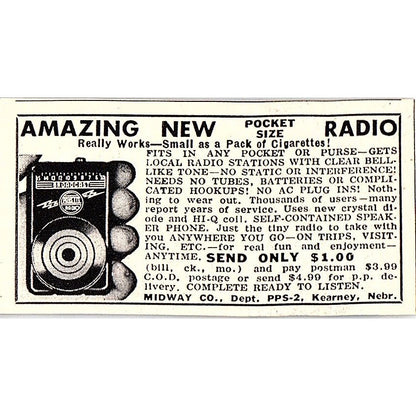 AMAZING NEW POCKET SIZE RADIO
Really Works—Small as a Pack of Cigarettes!
FITS IN ANY POCKET OR PURSE—GETS
LOCAL RADIO STATIONS WITH CLEAR BELL-
LIKE TONE—NO STATIC OR INTERFERENCE!
NEEDS NO TUBES, BATTERIES OR COMPLI-
CATED HOOKUPS! NO AC PLUG INS! Noth-
ing to wear out. Thousands of users—many
report years of service. Uses new crystal di-
ode and HI-Q coil, SELF-CONTAINED SPEAK-
ER PHONE. Just the tiny radio to take with
you ANYWHERE YOU GO—ON TRIPS, VISIT-
ING, ETC.—for real fun and enjoyment—
ANYTIME. SEND ONLY $1.00
(bill, ck., mo.) and pay postman $3.99
C.O.D. postage or send $4.99 for p.p. de-
livery. COMPLETE READY TO LISTEN.
MIDWAY CO., Dept. PPS-2, Kearney, Nebr.
BROADCAST